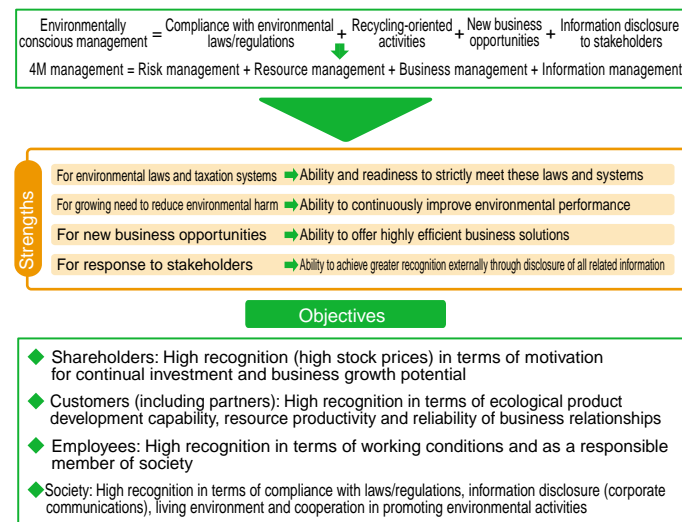 Environmentally conscious management = Compliance with environmental laws/regulations + Recycling-oriented activities + New business opportunities + Information disclosure to stakeholders
4M management = Risk management + Resource management + Business management + Information management
Strengths
For environmental laws and taxation systems ➡ Ability and readiness to strictly meet these laws and systems
For growing need to reduce environmental harm ➡ Ability to continuously improve environmental performance
For new business opportunities ➡ Ability to offer highly efficient business solutions
For response to stakeholders ➡ Ability to achieve greater recognition externally through disclosure of all related information
Objectives
◆ Shareholders: High recognition (high stock prices) in terms of motivation
for continual investment and business growth potential
◆ Customers (including partners): High recognition in terms of ecological product
development capability, resource productivity and reliability of business relationships
◆ Employees: High recognition in terms of working conditions and as a responsible
member of society
◆ Society: High recognition in terms of compliance with laws/regulations, information disclosure (corporate
communications), living environment and cooperation in promoting environmental activities